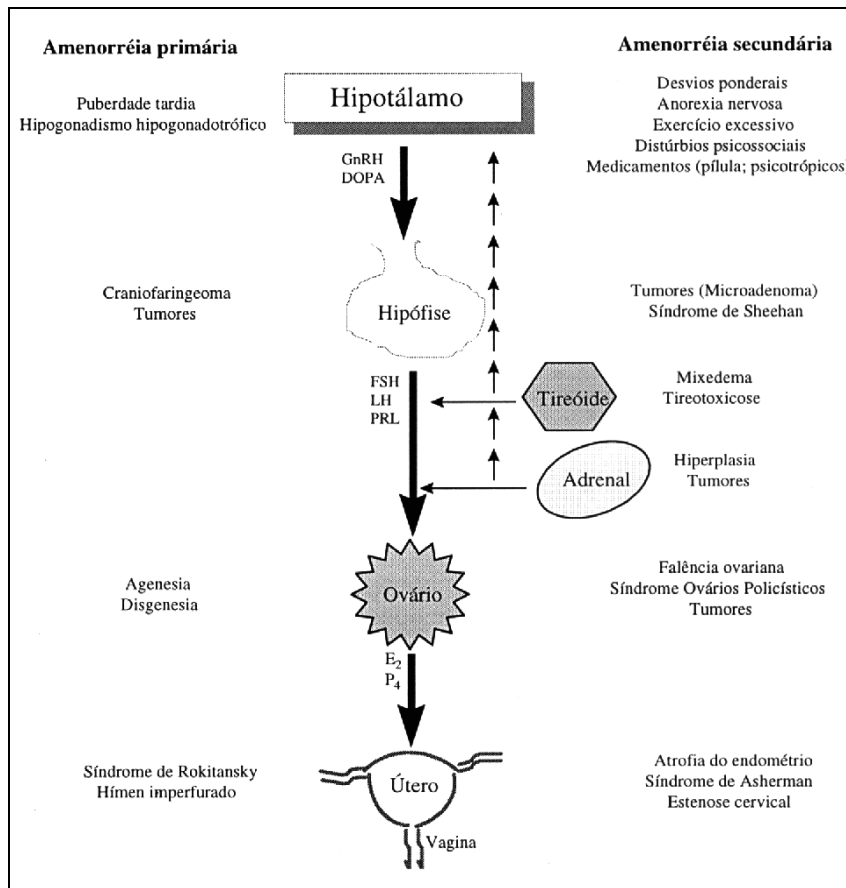 Amenorréia primária
Amenorréia secundária
Puberdade tardia
Hipogonadismo hipogonadotrófico
Hipotálamo
Desvios ponderais
Anorexia nervosa
Exercício excessivo
Distúrbios psicossociais
Medicamentos (pílula; psicotrópicos)
GnRH
DOPA
Craniofaringeoma
Tumores
Hipófise
Tumores (Microadenoma)
Síndrome de Sheehan
FSH
LH
PRL
Tireóide
Mixedema
Tireotoxicose
Adrenal
Hiperplasia
Tumores
Agenesia
Disgenesia
Ovário
Falência ovariana
Síndrome Ovários Policísticos
Tumores
E2
P4
Síndrome de Rokitansky
Hímen imperfurado
Útero
Vagina
Atrofia do endométrio
Síndrome de Asherman
Estenose cervical